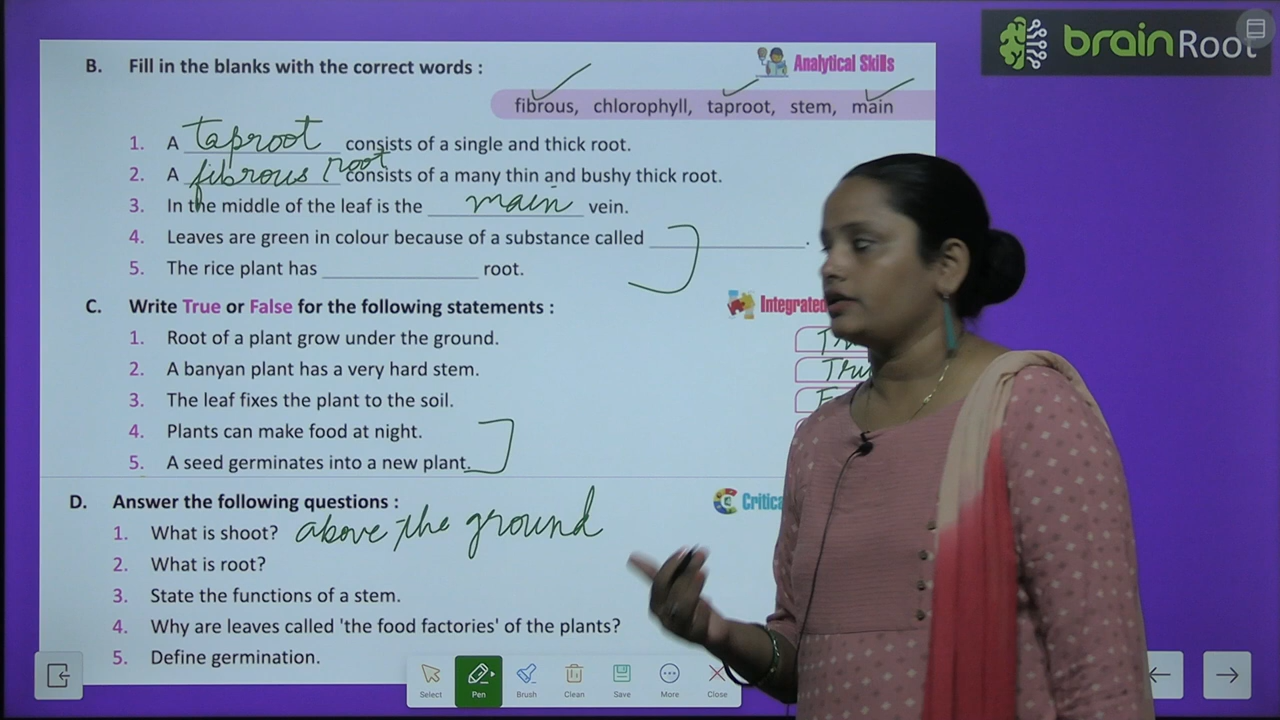 brainRoot
B. Fill in the blanks with the correct words :
Analytical Skills
fibrous, chlorophyll, taproot, stem, main
1. A taproot consists of a single and thick root.
2. A fibrous root consists of a many thin and bushy thick root.
3. In the middle of the leaf is the main vein.
4. Leaves are green in colour because of a substance called ____________.
5. The rice plant has ____________ root.
C. Write True or False for the following statements :
Integrated
1. Root of a plant grow under the ground.
2. A banyan plant has a very hard stem.
3. The leaf fixes the plant to the soil.
4. Plants can make food at night.
5. A seed germinates into a new plant.
D. Answer the following questions :
1. What is shoot? above the ground
2. What is root?
3. State the functions of a stem.
4. Why are leaves called 'the food factories' of the plants?
5. Define germination.
Select Pen Brush Clean Save More Close